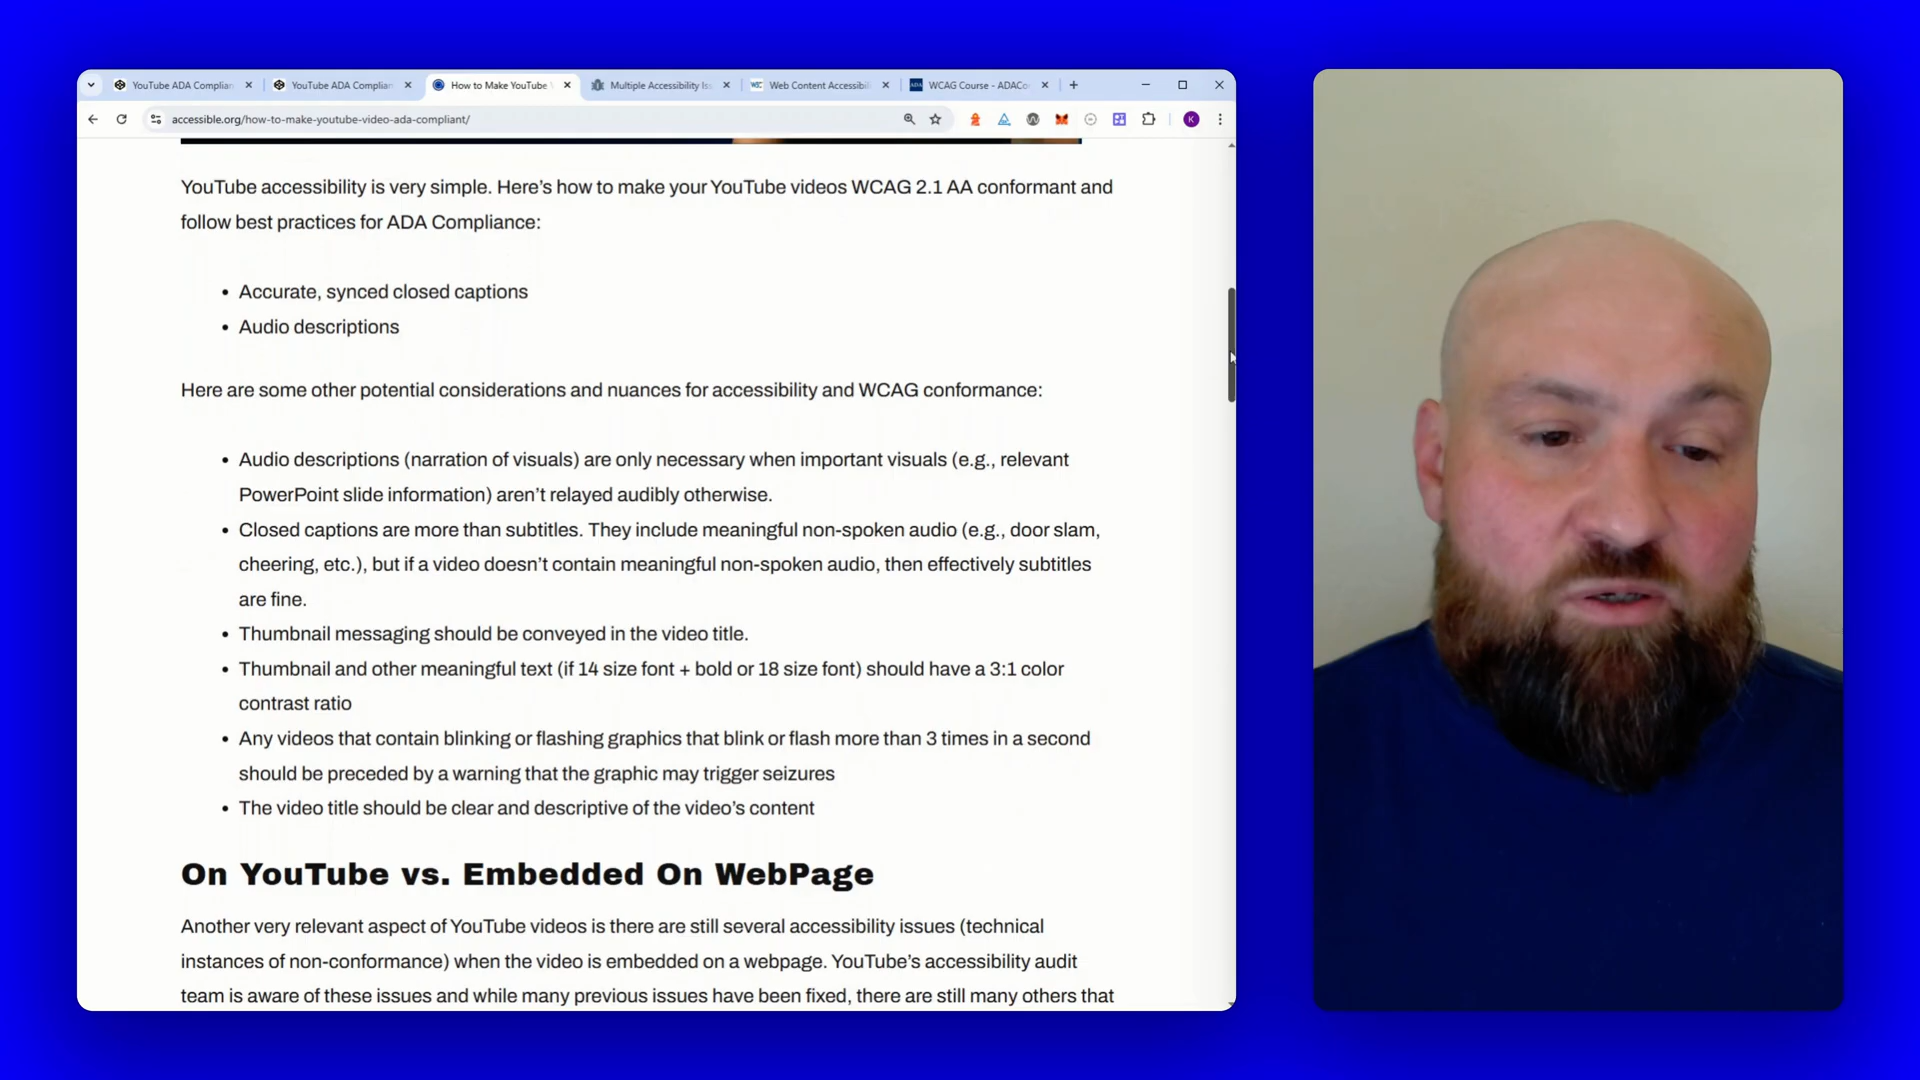 YouTube ADA Complian
YouTube ADA Complian
How to Make YouTube V
Multiple Accessibility Iss
Web Content Accessibili
WCAG Course - ADACo
accessible.org/how-to-make-youtube-video-ada-compliant/
K
YouTube accessibility is very simple. Here’s how to make your YouTube videos WCAG 2.1 AA conformant and
follow best practices for ADA Compliance:
• Accurate, synced closed captions
• Audio descriptions
Here are some other potential considerations and nuances for accessibility and WCAG conformance:
• Audio descriptions (narration of visuals) are only necessary when important visuals (e.g., relevant
PowerPoint slide information) aren’t relayed audibly otherwise.
• Closed captions are more than subtitles. They include meaningful non-spoken audio (e.g., door slam,
cheering, etc.), but if a video doesn’t contain meaningful non-spoken audio, then effectively subtitles
are fine.
• Thumbnail messaging should be conveyed in the video title.
• Thumbnail and other meaningful text (if 14 size font + bold or 18 size font) should have a 3:1 color
contrast ratio
• Any videos that contain blinking or flashing graphics that blink or flash more than 3 times in a second
should be preceded by a warning that the graphic may trigger seizures
• The video title should be clear and descriptive of the video’s content
On YouTube vs. Embedded On WebPage
Another very relevant aspect of YouTube videos is there are still several accessibility issues (technical
instances of non-conformance) when the video is embedded on a webpage. YouTube’s accessibility audit
team is aware of these issues and while many previous issues have been fixed, there are still many others that